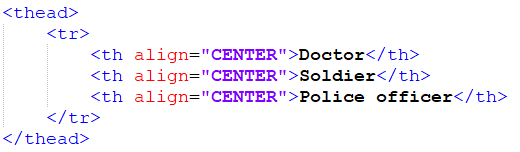 <thead>
<tr>
<th align="CENTER">Doctor</th>
<th align="CENTER">Soldier</th>
<th align="CENTER">Police officer</th>
</tr>
</thead>